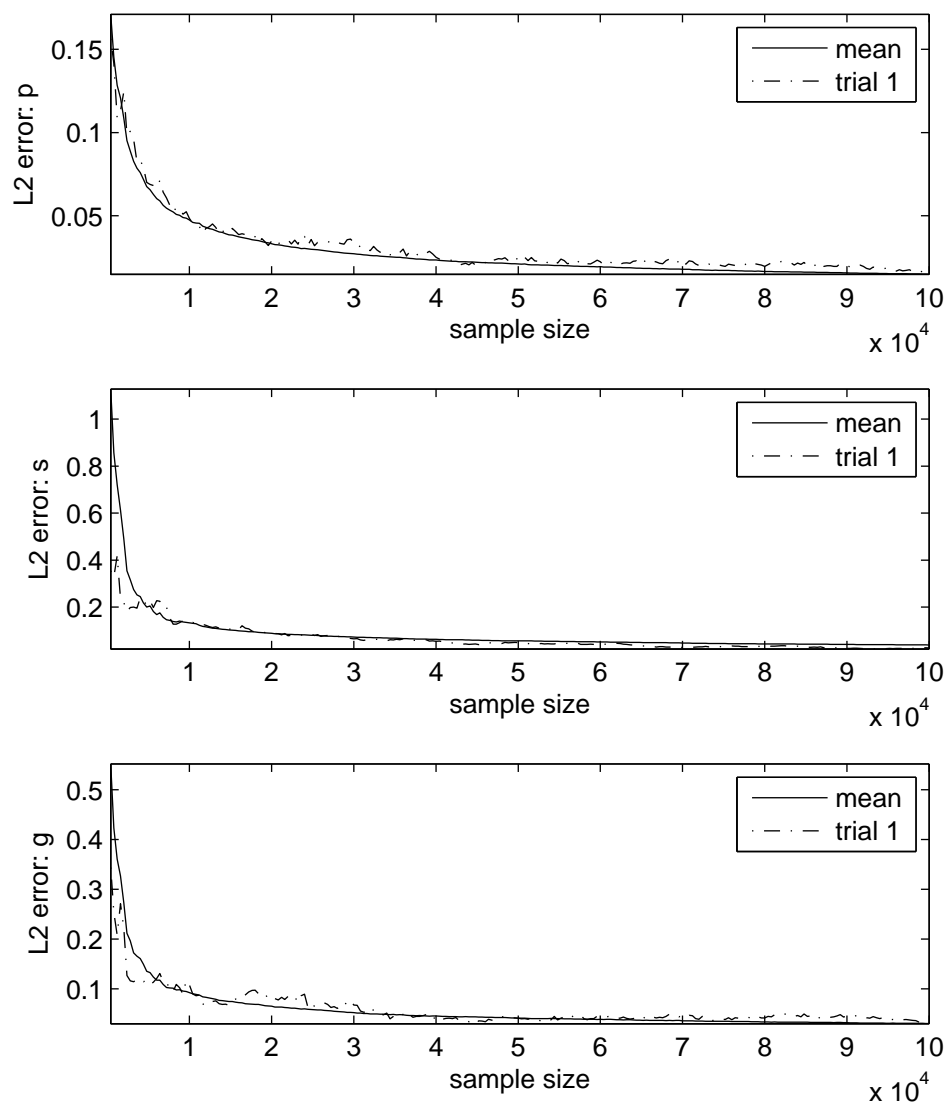 0.15
0.1
0.05
L2 error: p
mean
trial 1
1 2 3 4 5 6 7 8 9 10
sample size
x 10^4
1
0.8
0.6
0.4
0.2
L2 error: s
mean
trial 1
1 2 3 4 5 6 7 8 9 10
sample size
x 10^4
0.5
0.4
0.3
0.2
0.1
L2 error: g
mean
trial 1
1 2 3 4 5 6 7 8 9 10
sample size
x 10^4